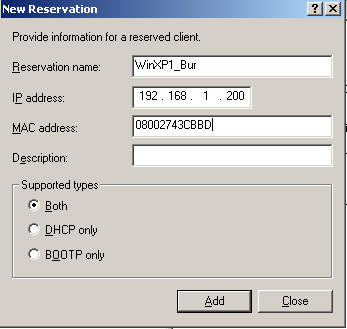 New Reservation
Provide information for a reserved client.
Reservation name: WinXP1_Bur
IP address: 192 . 168 . 1 . 200
MAC address: 08002743CBBD
Description:
Supported types
Both
DHCP only
BOOTP only
Add Close